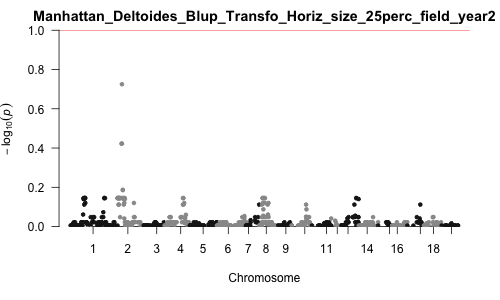 Manhattan_Deltoides_Blup_Transfo_Horiz_size_25perc_field_year2
1.0
0.8
0.6
0.4
0.2
0.0
− log10(p)
1 2 3 4 5 6 7 8 9 11 14 16 18
Chromosome